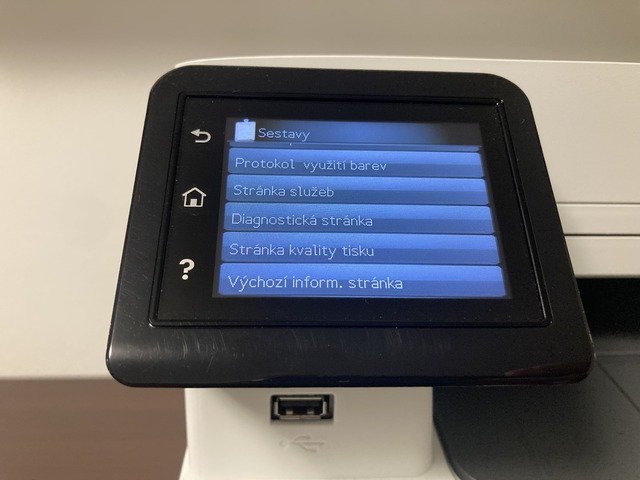 Sestavy
Protokol využití barev
Stránka služeb
Diagnostická stránka
Stránka kvality tisku
Výchozí inform. stránka
?